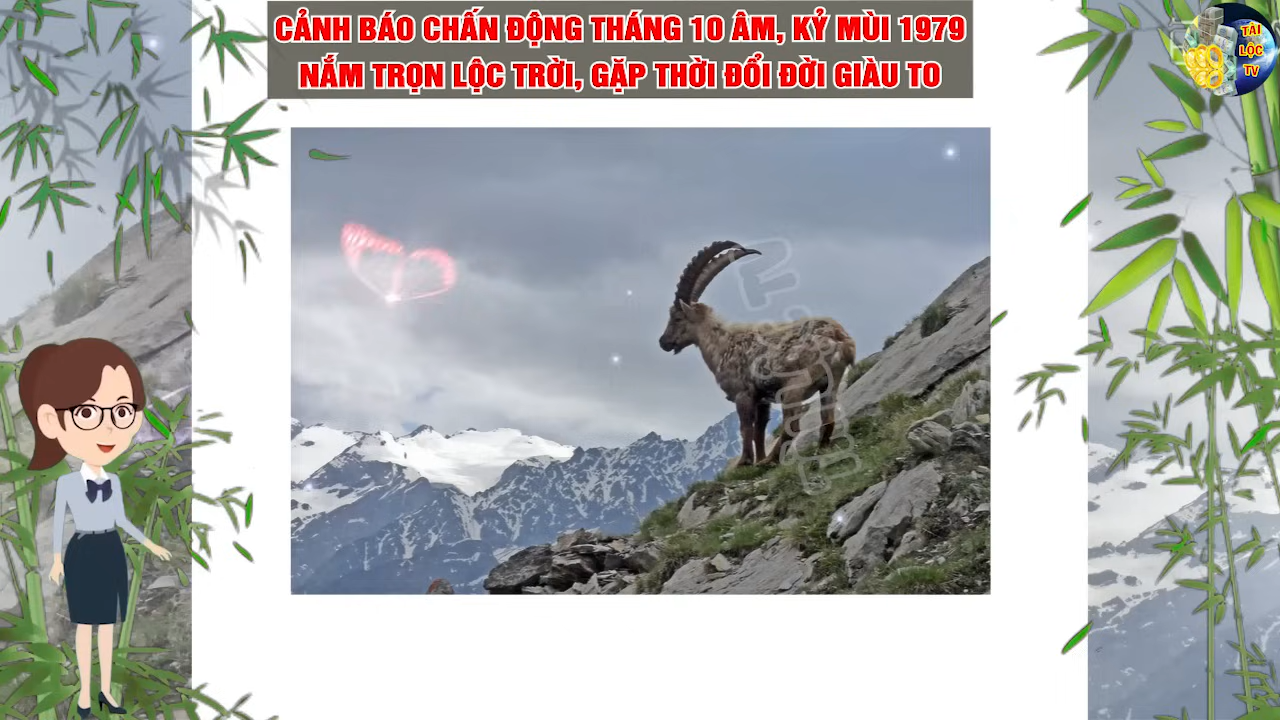 CẢNH BÁO CHẤN ĐỘNG THÁNG 10 ÂM, KỶ MÙI 1979
NẮM TRỌN LỘC TRỜI, GẶP THỜI ĐỔI ĐỜI GIÀU TO
TÀI
LỘC
TV